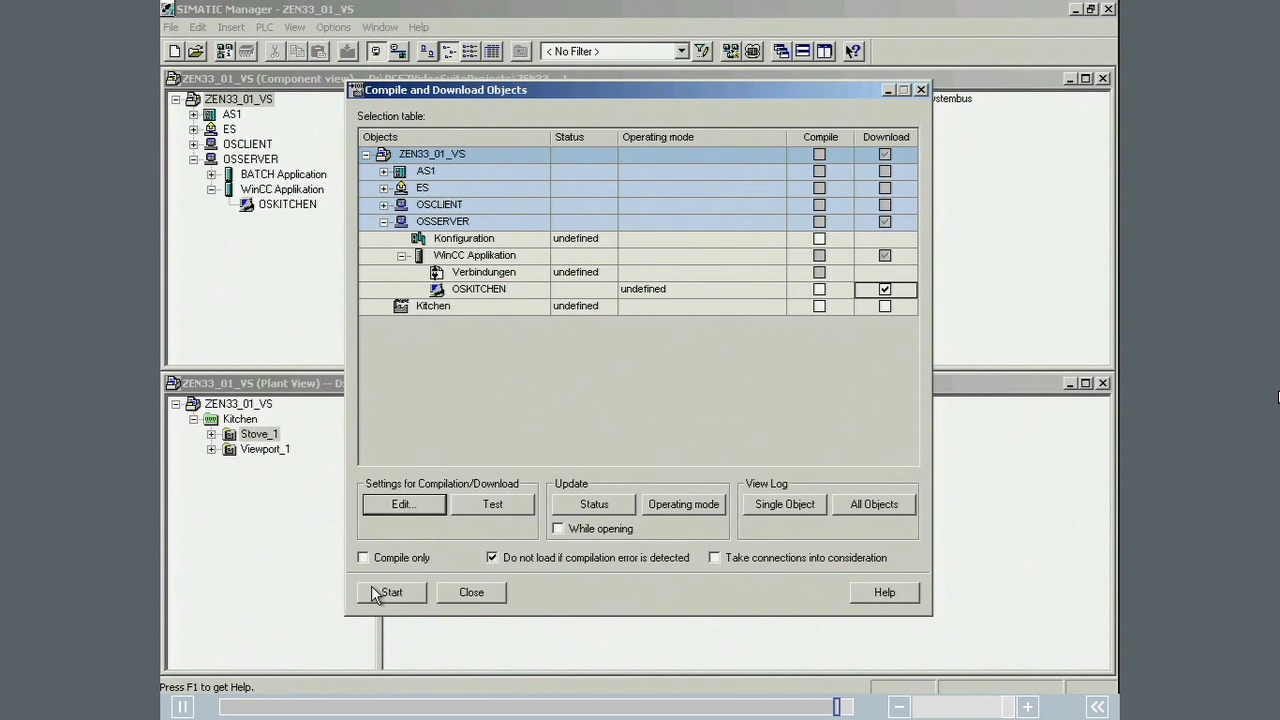 SIMATIC Manager - ZEN33_01_VS
File Edit Insert PLC View Options Window Help
< No Filter >
ZEN33_01_VS (Component view)
ZEN33_01_VS
AS1
ES
OSCLIENT
OSSERVER
BATCH Application
WinCC Applikation
OSKITCHEN
ystembus
Compile and Download Objects
Selection table:
Objects Status Operating mode Compile Download
ZEN33_01_VS
AS1
ES
OSCLIENT
OSSERVER
Konfiguration undefined
WinCC Applikation
Verbindungen undefined
OSKITCHEN undefined
Kitchen undefined
Settings for Compilation/Download Update View Log
Edit... Test Status Operating mode Single Object All Objects
While opening
Compile only Do not load if compilation error is detected Take connections into consideration
Start Close Help
ZEN33_01_VS (Plant View) -- D:
ZEN33_01_VS
Kitchen
Stove_1
Viewport_1
Press F1 to get Help.